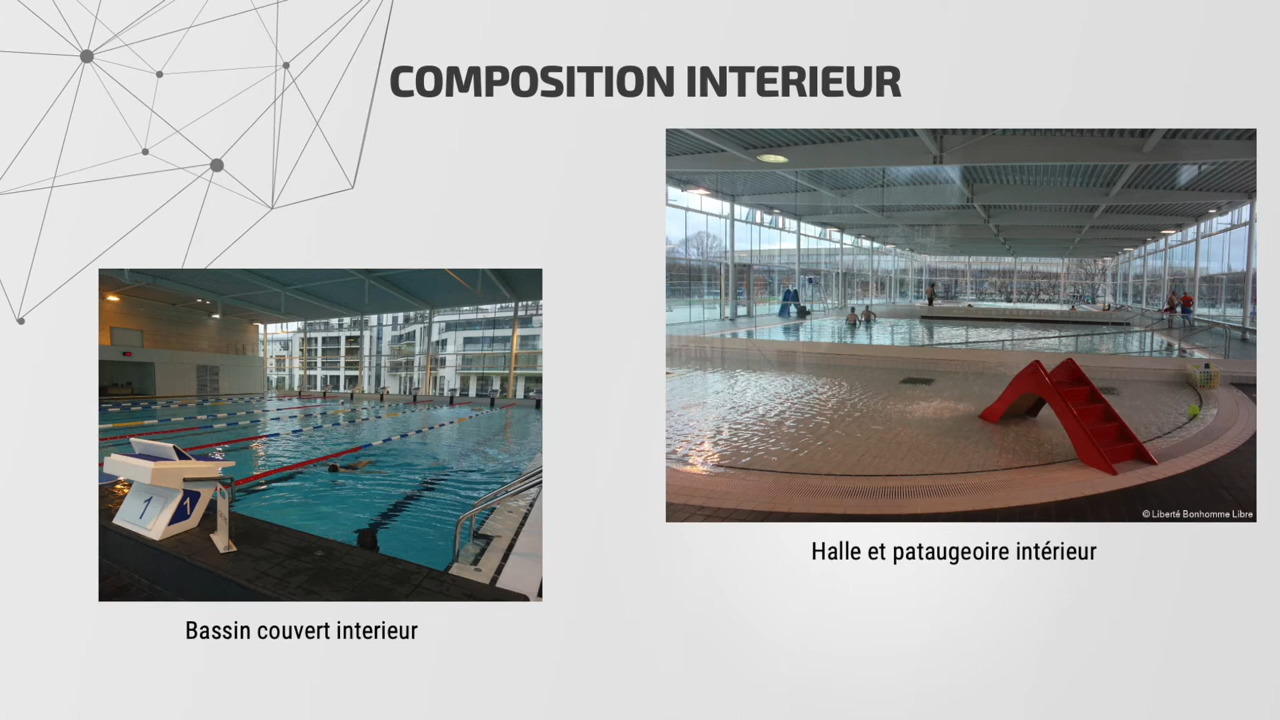 COMPOSITION INTERIEUR
© Liberté Bonhomme Libre
Halle et pataugeoire intérieur
1
1
Bassin couvert interieur